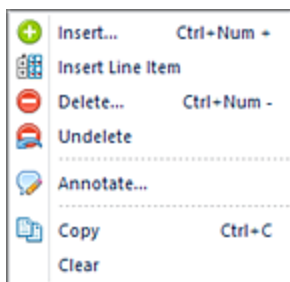 Insert... Ctrl+Num +
Insert Line Item
Delete... Ctrl+Num -
Undelete
Annotate...
Copy Ctrl+C
Clear